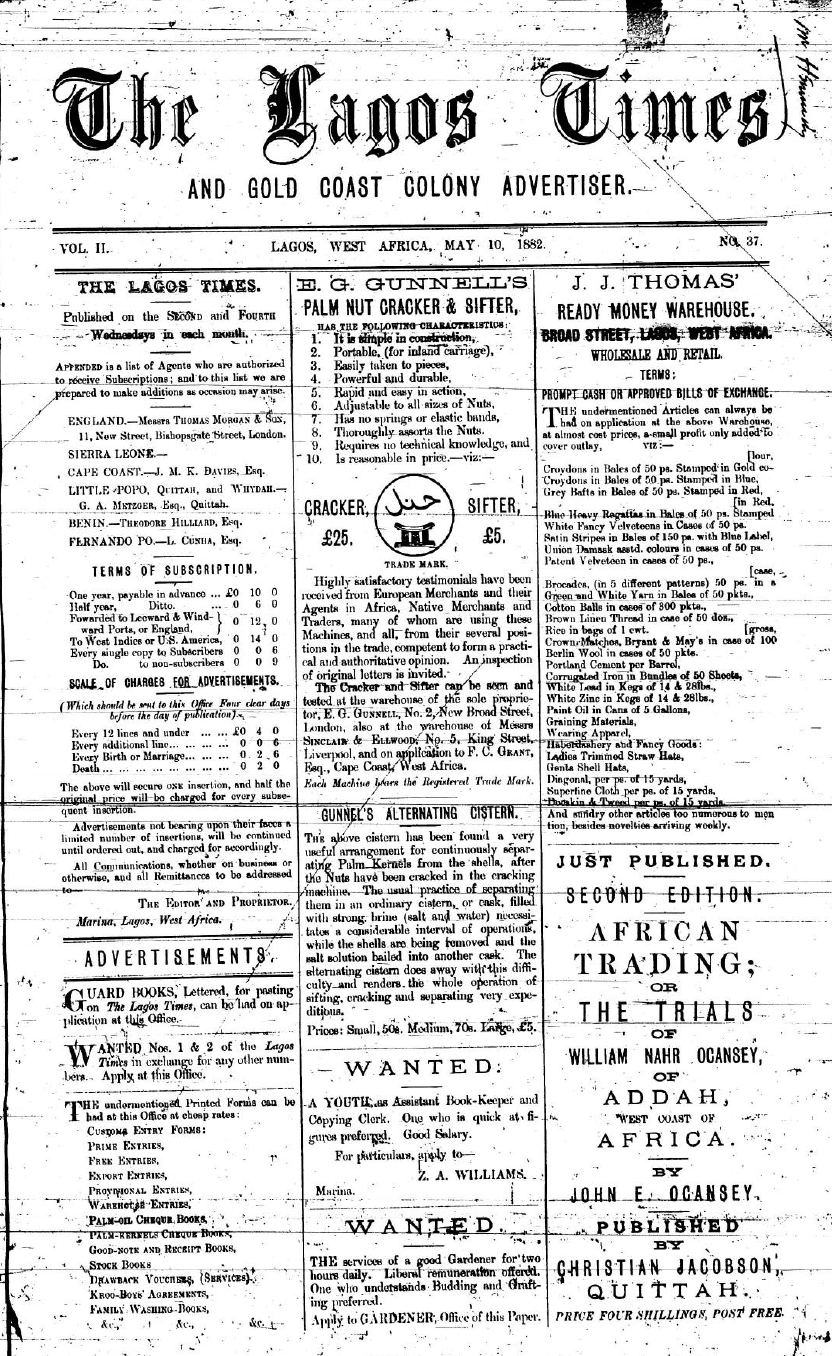 The Lagos Times
AND GOLD COAST COLONY ADVERTISER.
VOL. II.
LAGOS, WEST AFRICA, MAY 10, 1882.
NO. 37.
THE LAGOS TIMES.
Published on the SECOND and FOURTH
Wednesdays in each month.
APPENDED is a list of Agents who are authorized
to receive Subscriptions; and to this list we are
prepared to make additions as occasion may arise.
ENGLAND.—MESSRS THOMAS MORGAN & SON,
11, New Street, Bishopsgate Street, London.
SIERRA LEONE.—
CAPE COAST.—J. M. K. DAVIES, ESQ.
LITTLE POPO, QUITTAH, and WHYDAH.—
G. A. METZGER, Esq., Quittah.
BENIN.—THEODORE HILLIARD, ESQ.
FERNANDO PO.—L. CUNHA, ESQ.
TERMS OF SUBSCRIPTION.
One year, payable in advance ... £0 10 0
Half year, Ditto. ... 0 6 0
Fowarded to Leeward & Wind-
ward Ports, or England, } 0 12 0
To West Indies or U.S. America, 0 14 0
Every single copy to Subscribers 0 0 6
Do. to non-subscribers 0 0 9
SCALE OF CHARGES FOR ADVERTISEMENTS.
(Which should be sent to this Office Four clear days
before the day of publication).
Every 12 lines and under ... ... £0 4 0
Every additional line... ... ... 0 0 6
Every Birth or Marriage... ... 0 2 6
Death ... ... ... ... ... ... 0 2 0
The above will secure ONE insertion, and half the
original price will be charged for every subse-
quent insertion.
Advertisements not bearing upon their faces a
limited number of insertions, will be continued
until ordered out, and charged for accordingly.
All Communications, whether on business or
otherwise, and all Remittances to be addressed
to—
THE EDITOR AND PROPRIETOR.
Marina, Lagos, West Africa.
ADVERTISEMENTS.
GUARD BOOKS, Lettered, for pasting
on The Lagos Times, can be had on ap-
plication at this Office.
WANTED Nos. 1 & 2 of the Lagos
Times in exchange for any other num-
bers. Apply at this Office.
THE undermentioned Printed Forms can be
had at this Office at cheap rates:
CUSTOMS ENTRY FORMS:
PRIME ENTRIES,
FREE ENTRIES,
EXPORT ENTRIES,
PROVISIONAL ENTRIES,
WAREHOUSE ENTRIES,
PALM-OIL CHEQUE BOOKS,
PALM-KERNELS CHEQUE BOOKS,
GOOD-NOTE AND RECEIPT BOOKS,
STOCK BOOKS
DRAWBACK VOUCHERS, (SERVICES).
KROO-BOYS' AGREEMENTS,
FAMILY WASHING BOOKS,
&c., &c., &c.
E. G. GUNNELL'S
PALM NUT CRACKER & SIFTER,
HAS THE FOLLOWING CHARACTERISTICS:
1. It is simple in construction,
2. Portable, (for inland carriage),
3. Easily taken to pieces,
4. Powerful and durable,
5. Rapid and easy in action,
6. Adjustable to all sizes of Nuts,
7. Has no springs or elastic bands,
8. Thoroughly assorts the Nuts.
9. Requires no technical knowledge, and
10. Is reasonable in price.—viz:—
CRACKER, SIFTER,
£25. £5.
TRADE MARK.
Highly satisfactory testimonials have been
received from European Merchants and their
Agents in Africa, Native Merchants and
Traders, many of whom are using these
Machines, and all, from their several posi-
tions in the trade, competent to form a practi-
cal and authoritative opinion. An inspection
of original letters is invited.
The Cracker and Sifter can be seen and
tested at the warehouse of the sole proprie-
tor, E. G. GUNNELL, No. 2, New Broad Street,
London, also at the warehouse of Messrs
SINCLAIR & ELLWOOD, No. 5, King Street,
Liverpool, and on application to F. C. GRANT,
Esq., Cape Coast, West Africa.
Each Machine bears the Registered Trade Mark.
GUNNEL'S ALTERNATING CISTERN.
THE above cistern has been found a very
useful arrangement for continuously separ-
ating Palm Kernels from the shells, after
the Nuts have been cracked in the cracking
machine. The usual practice of separating
them in an ordinary cistern, or cask, filled
with strong brine (salt and water) necessi-
tates a considerable interval of operations,
while the shells are being removed and the
salt solution bailed into another cask. The
alternating cistern does away with this diffi-
culty and renders the whole operation of
sifting, cracking and separating very expe-
ditious.
Prices: Small, 50s. Medium, 70s. Large, £5.
WANTED:
A YOUTH as Assistant Book-Keeper and
Copying Clerk. One who is quick at fi-
gures preferred. Good Salary.
For particulars, apply to—
Z. A. WILLIAMS.
Marina.
WANTED.
THE services of a good Gardener for two
hours daily. Liberal remuneration offered.
One who understands Budding and Graft-
ing preferred.
Apply to GARDENER, Office of this Paper.
J. J. THOMAS'
READY MONEY WAREHOUSE.
BROAD STREET, LAGOS, WEST AFRICA.
WHOLESALE AND RETAIL.
TERMS:
PROMPT CASH OR APPROVED BILLS OF EXCHANGE.
THE undermentioned Articles can always be
had on application at the above Warehouse,
at almost cost prices, a small profit only added to
cover outlay, VIZ:—
[lour,
Croydons in Bales of 50 ps. Stamped in Gold co-
Croydons in Bales of 50 ps. Stamped in Blue,
Grey Bafts in Bales of 50 ps. Stamped in Red,
[in Red,
Blue Heavy Regattas in Bales of 50 ps. Stamped
White Fancy Velveteens in Cases of 50 ps.
Satin Stripes in Bales of 150 ps. with Blue Label,
Union Damask asstd. colours in cases of 50 ps.
Patent Velveteen in cases of 50 ps.,
[case,
Brocades, (in 5 different patterns) 50 ps. in a
Green and White Yarn in Bales of 50 pkts.,
Cotton Balls in cases of 300 pkts.,
Brown Linen Thread in case of 50 dozs.,
Rice in bags of 1 cwt. [gross,
Crown Matches, Bryant & May's in case of 100
Berlin Wool in cases of 50 pkts.
Portland Cement per Barrel,
Corrugated Iron in Bundles of 50 Sheets,
White Lead in Kegs of 14 & 28lbs.,
White Zinc in Kegs of 14 & 28lbs.,
Paint Oil in Cans of 5 Gallons,
Graining Materials,
Wearing Apparel,
Haberdashery and Fancy Goods:
Ladies Trimmed Straw Hats,
Gents Shell Hats,
Diagonal, per ps. of 15 yards,
Superfine Cloth per ps. of 15 yards,
Doeskin & Tweed per ps. of 15 yards
And sundry other articles too numerous to men
tion, besides novelties arriving weekly.
JUST PUBLISHED.
SECOND EDITION.
AFRICAN
TRADING;
OR
THE TRIALS
OF
WILLIAM NAHR OCANSEY,
OF
ADDAH,
WEST COAST OF
AFRICA.
BY
JOHN E. OCANSEY.
PUBLISHED
BY
CHRISTIAN JACOBSON,
QUITTAH.
PRICE FOUR SHILLINGS, POST FREE.